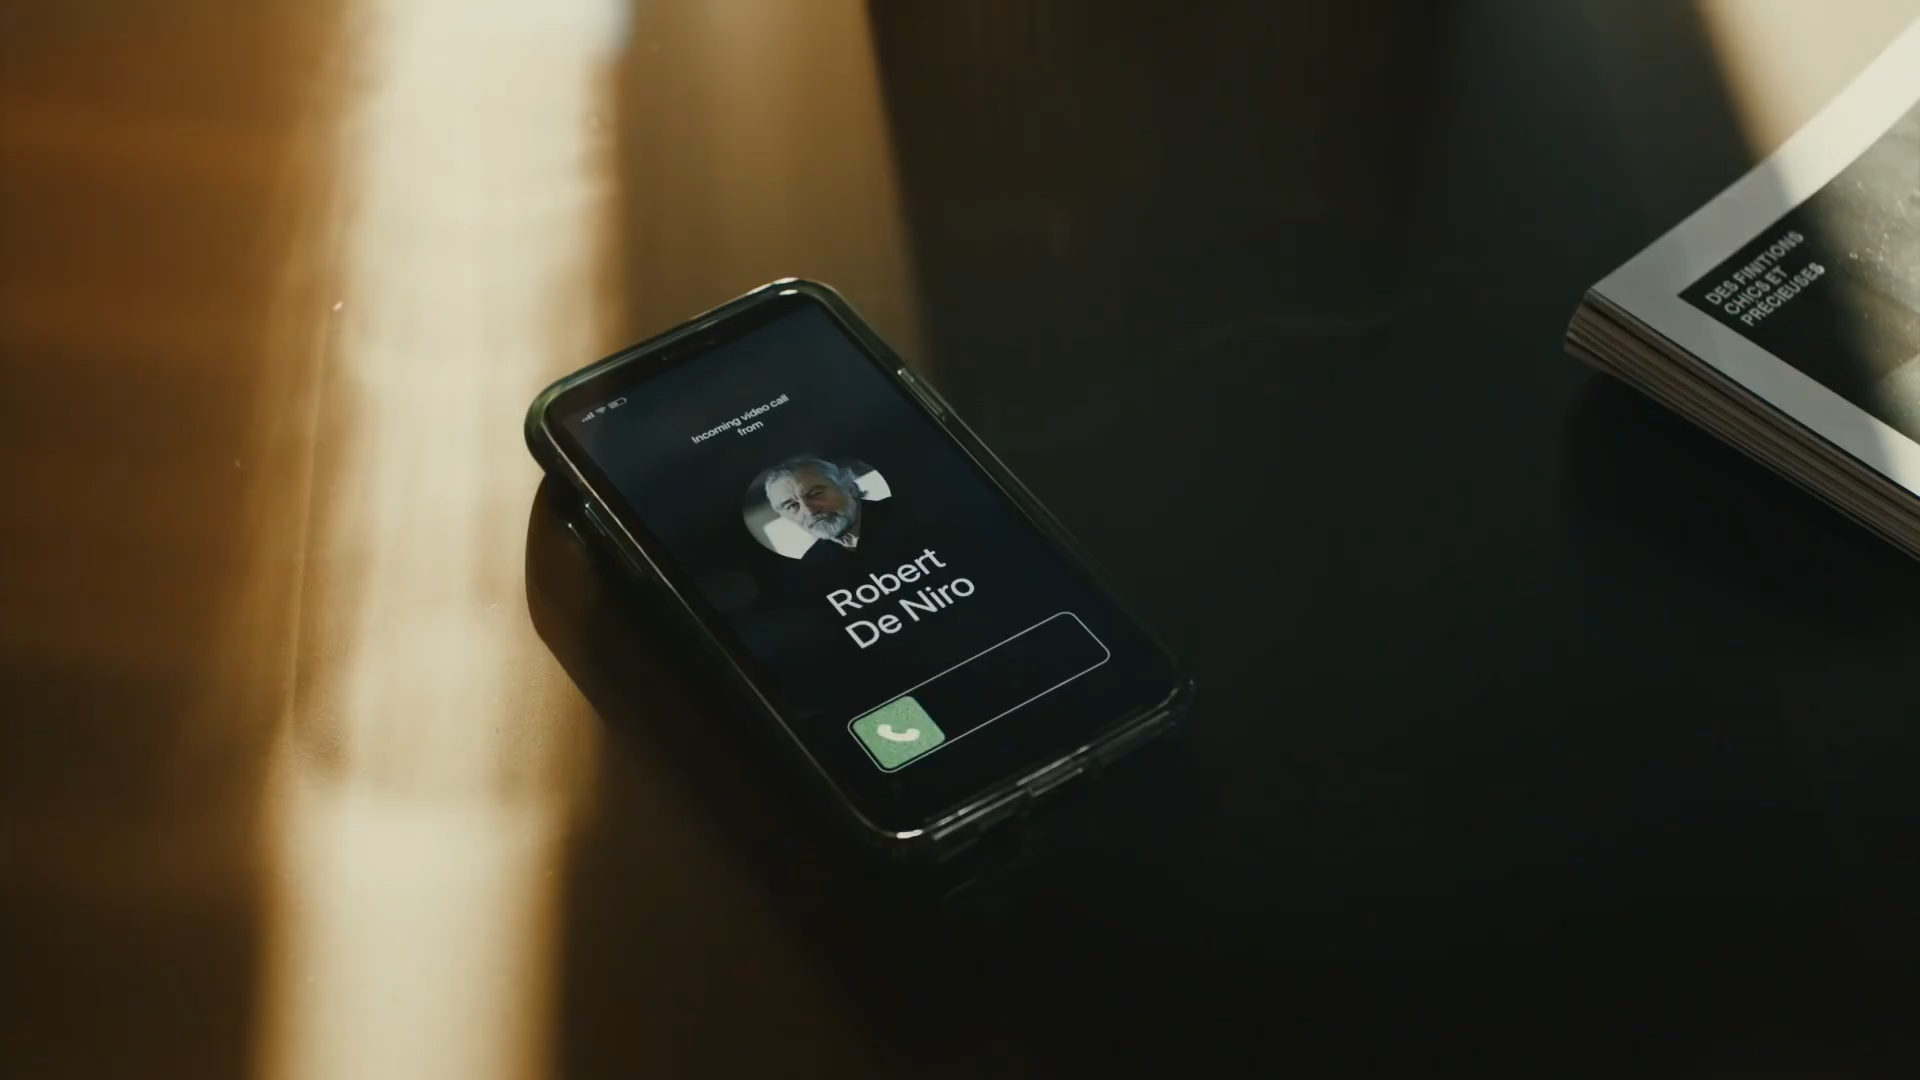 Incoming video call
from
Robert
De Niro
DES FINITIONS
CHICS ET
PRÉCIEUSES